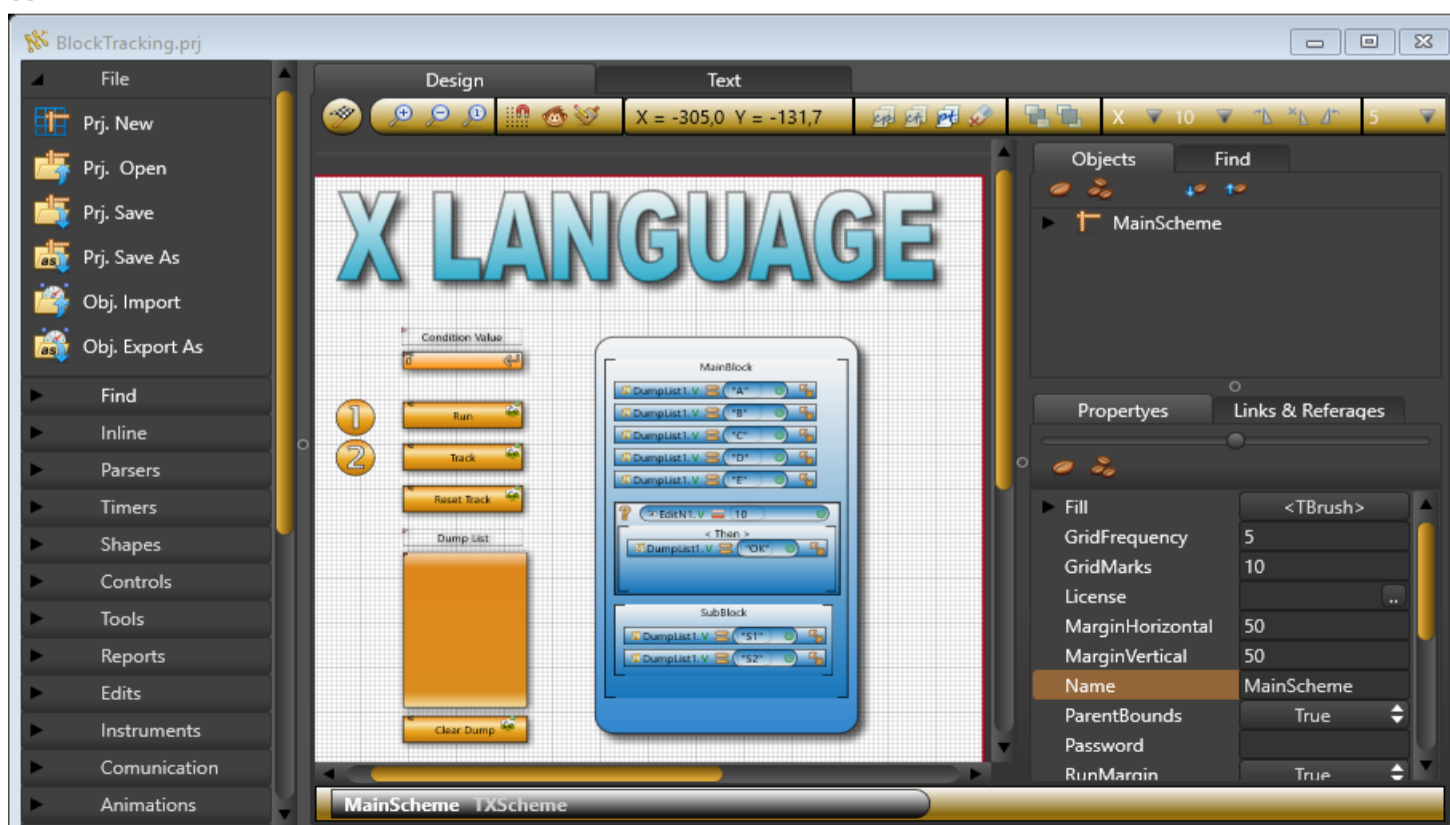 BlockTracking.prj
File
Prj. New
Prj. Open
Prj. Save
Prj. Save As
Obj. Import
Obj. Export As
Find
Inline
Parsers
Timers
Shapes
Controls
Tools
Reports
Edits
Instruments
Comunication
Animations
Design Text
X = -305,0 Y = -131,7
cpt pt X 10 5
X LANGUAGE
Condition Value
0
1 Run
2 Track
Reset Track
Dump List
Clear Dump
MainBlock
DumpList1.V "A"
DumpList1.V "B"
DumpList1.V "C"
DumpList1.V "D"
DumpList1.V "E"
? EditN1.V = 10
< Then >
DumpList1.V "OK"
SubBlock
DumpList1.V "S1"
DumpList1.V "S2"
MainScheme TXScheme
Objects Find
MainScheme
Propertyes Links & Referages
Fill <TBrush>
GridFrequency 5
GridMarks 10
License ..
MarginHorizontal 50
MarginVertical 50
Name MainScheme
ParentBounds True
Password
RunMargin True